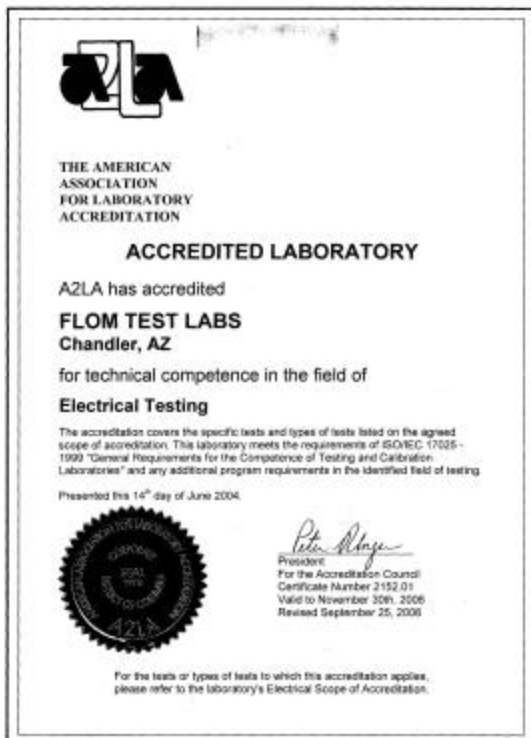 A2LA
THE AMERICAN
ASSOCIATION
FOR LABORATORY
ACCREDITATION
ACCREDITED LABORATORY
A2LA has accredited
FLOM TEST LABS
Chandler, AZ
for technical competence in the field of
Electrical Testing
The accreditation covers the specific tests and types of tests listed on the agreed
scope of accreditation. This laboratory meets the requirements of ISO/IEC 17025 -
1999 "General Requirements for the Competence of Testing and Calibration
Laboratories" and any additional program requirements in the identified field of testing.
Presented this 14th day of June 2004.
President
For the Accreditation Council
Certificate Number 2152.01
Valid to November 30th, 2006
Revised September 25, 2006
CORPORATE
SEAL
A2LA
For the tests or types of tests to which this accreditation applies,
please refer to the laboratory's Electrical Scope of Accreditation.